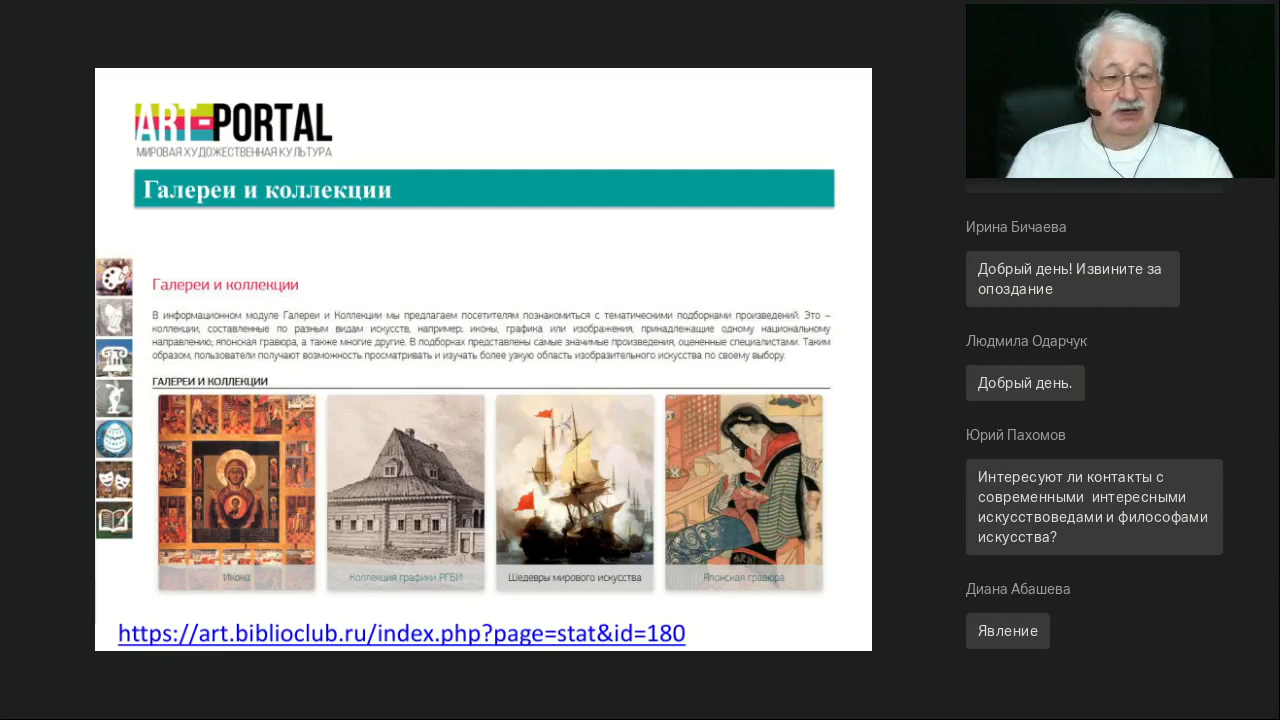 ART-PORTAL
МИРОВАЯ ХУДОЖЕСТВЕННАЯ КУЛЬТУРА
Галереи и коллекции
Галереи и коллекции
В информационном модуле Галереи и Коллекции мы предлагаем посетителям познакомиться с тематическими подборками произведений. Это –
коллекции, составленные по разным видам искусств, например; иконы, графика или изображения, принадлежащие одному национальному
направлению; японская гравюра, а также многие другие. В подборках представлены самые значимые произведения, оцененные специалистами. Таким
образом, пользователи получают возможность просматривать и изучать более узкую область изобразительного искусства по своему выбору.
ГАЛЕРЕИ И КОЛЛЕКЦИИ
Икона
Коллекция графики РГБИ
Шедевры мирового искусства
Японская гравюра
https://art.biblioclub.ru/index.php?page=stat&id=180
Ирина Бичаева
Добрый день! Извините за
опоздание
Людмила Одарчук
Добрый день.
Юрий Пахомов
Интересуют ли контакты с
современными интересными
искусствоведами и философами
искусства?
Диана Абашева
Явление